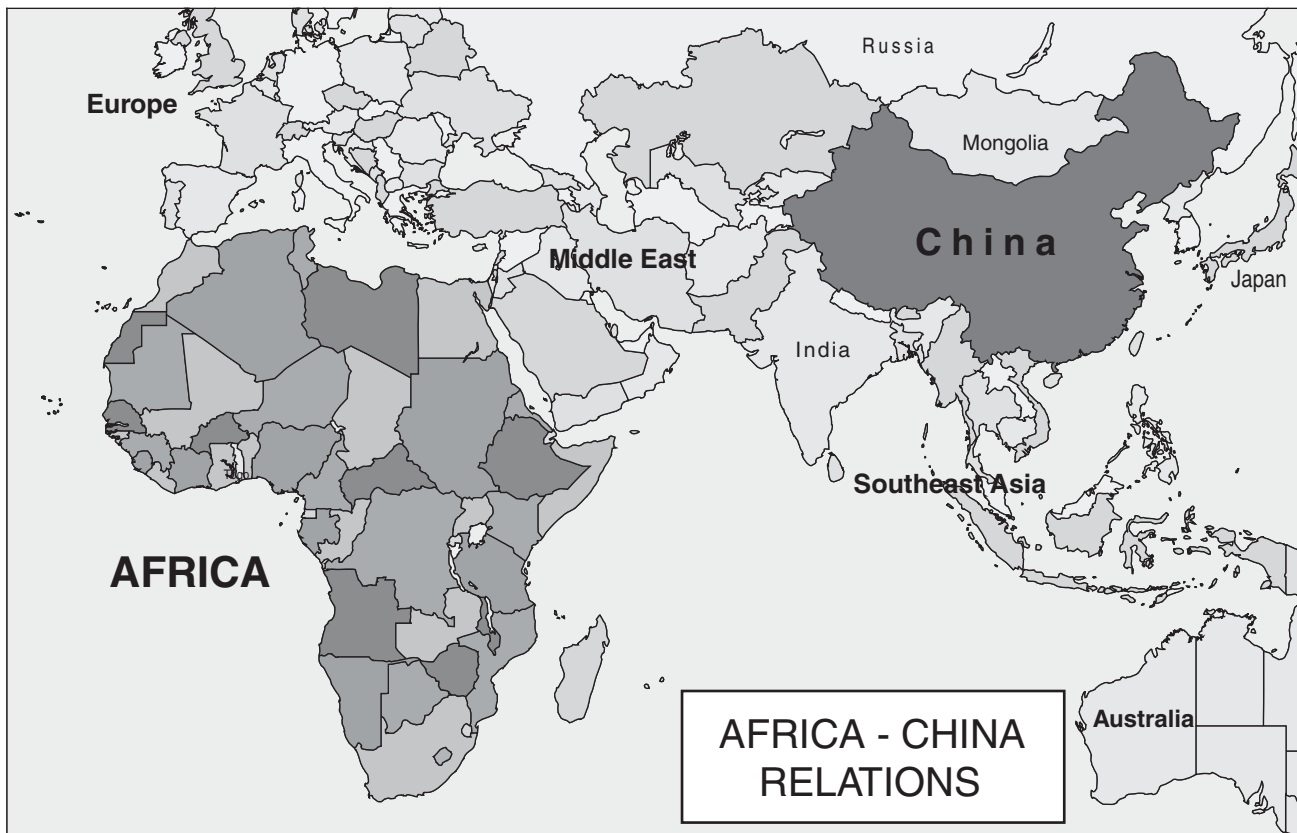 Russia
Europe
Mongolia
China
Middle East
Japan
India
Southeast Asia
AFRICA
Australia
AFRICA - CHINA
RELATIONS